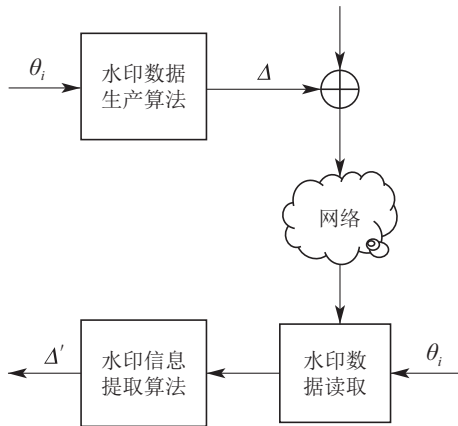 θi
水印数据
生产算法
Δ
网络
Δ′
水印信息
提取算法
水印数
据读取
θi